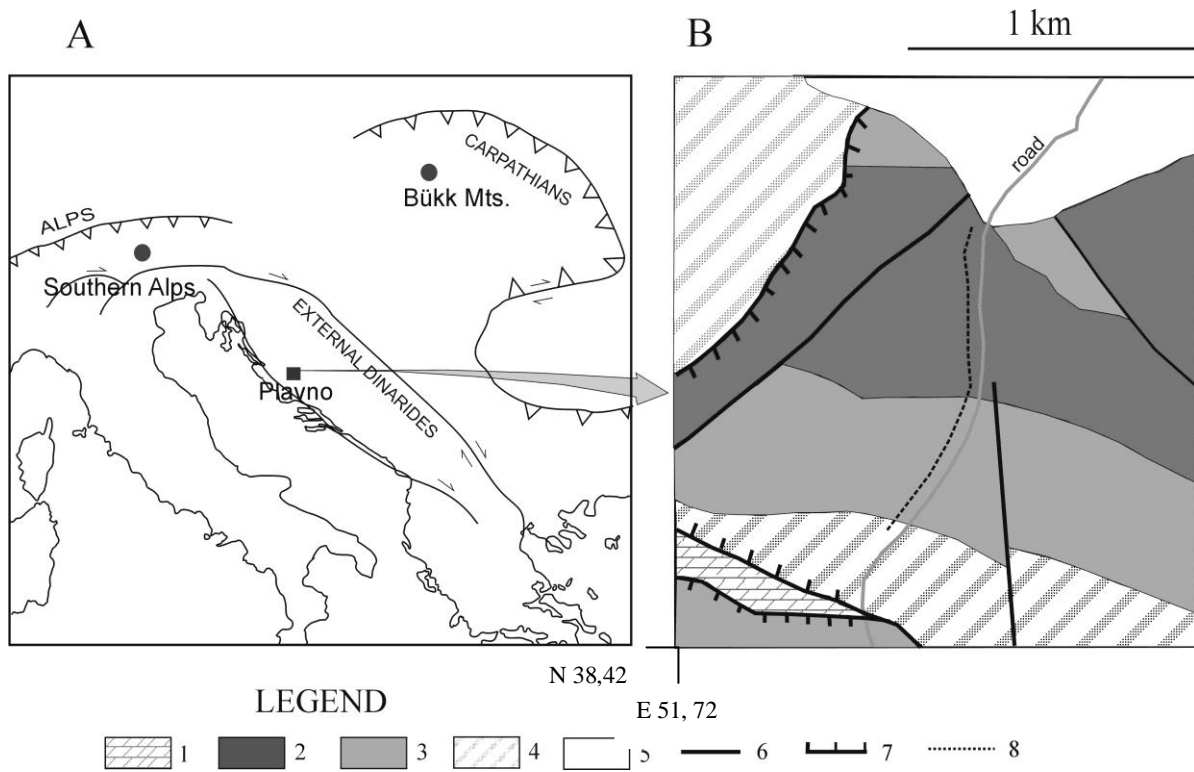 A
B
1 km
CARPATHIANS
Bükk Mts.
ALPS
Southern Alps
EXTERNAL DINARIDES
Plavno
road
N 38,42
E 51, 72
LEGEND
1 2 3 4 5 6 7 8